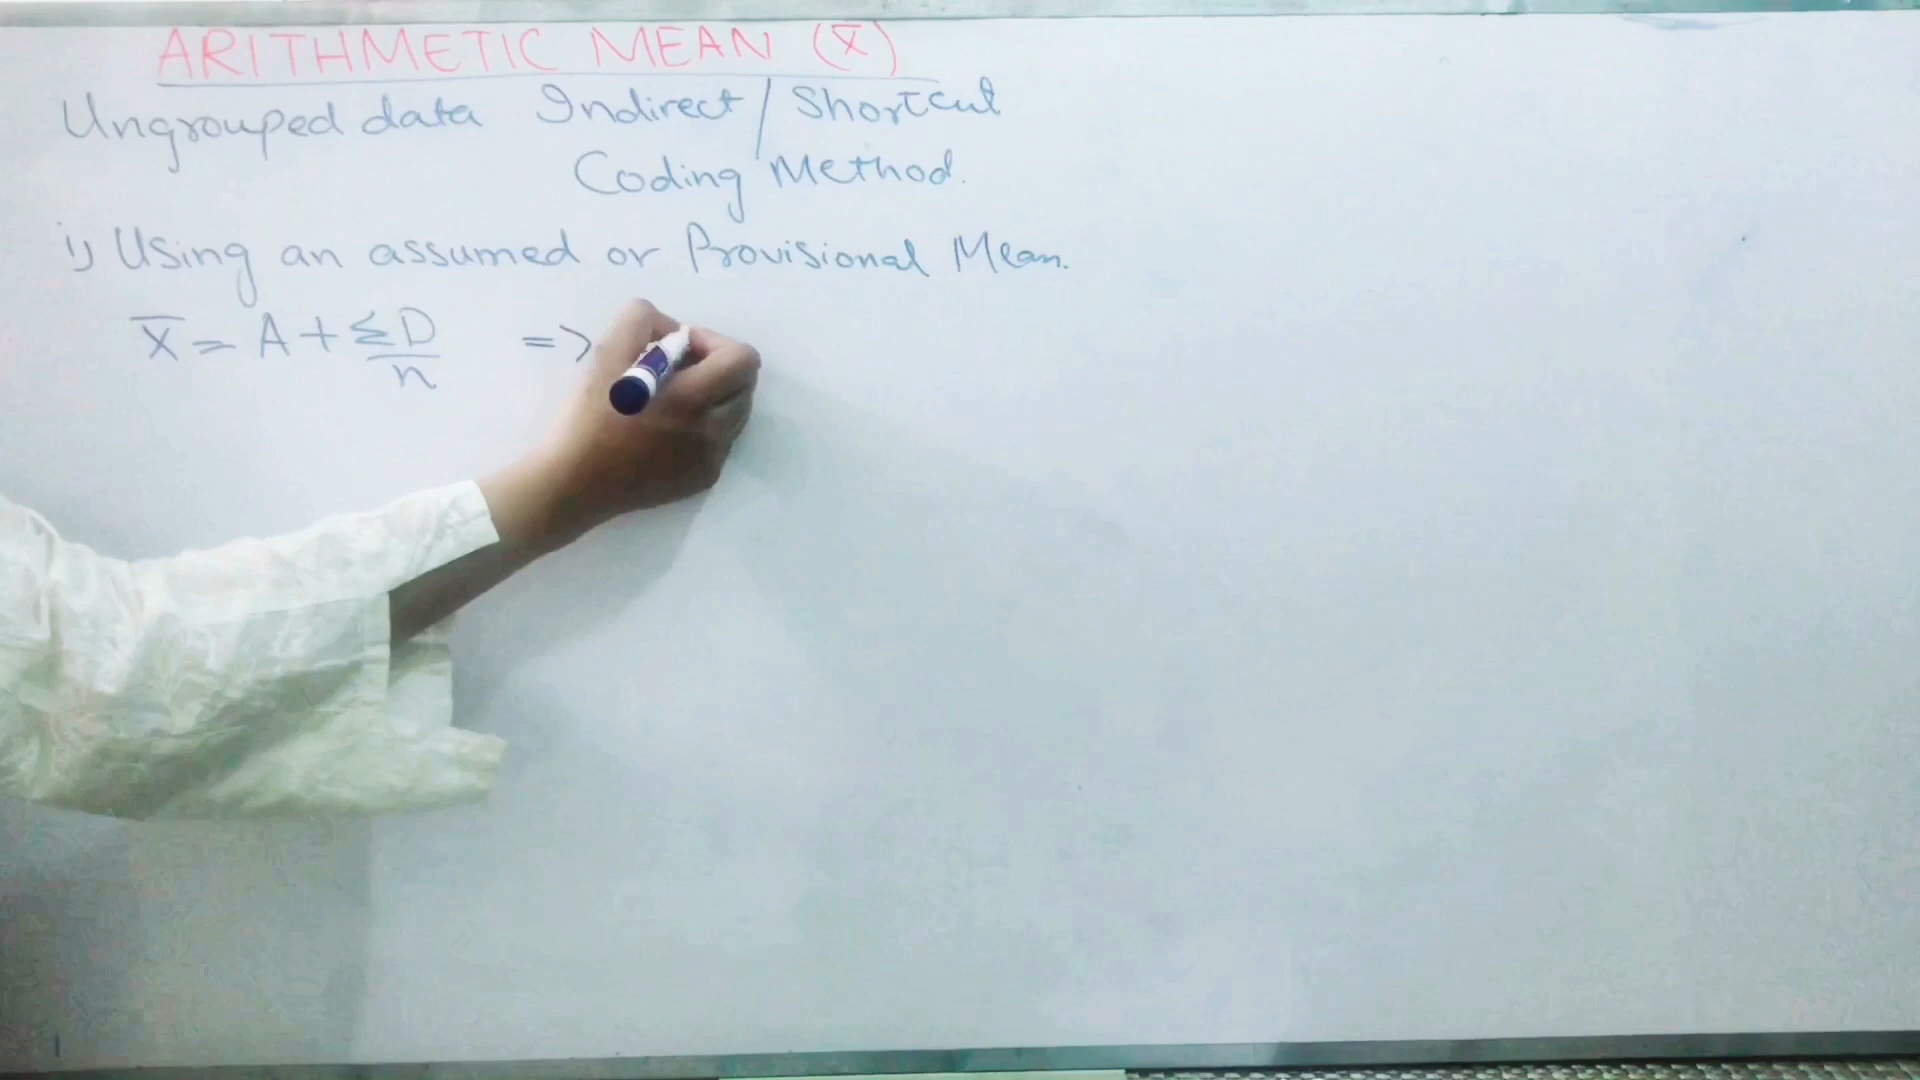 ARITHMETIC MEAN (X̄)
Ungrouped data Indirect / Shortcut
Coding Method.
i) Using an assumed or Provisional Mean.
X̄ = A + ΣD/n =>